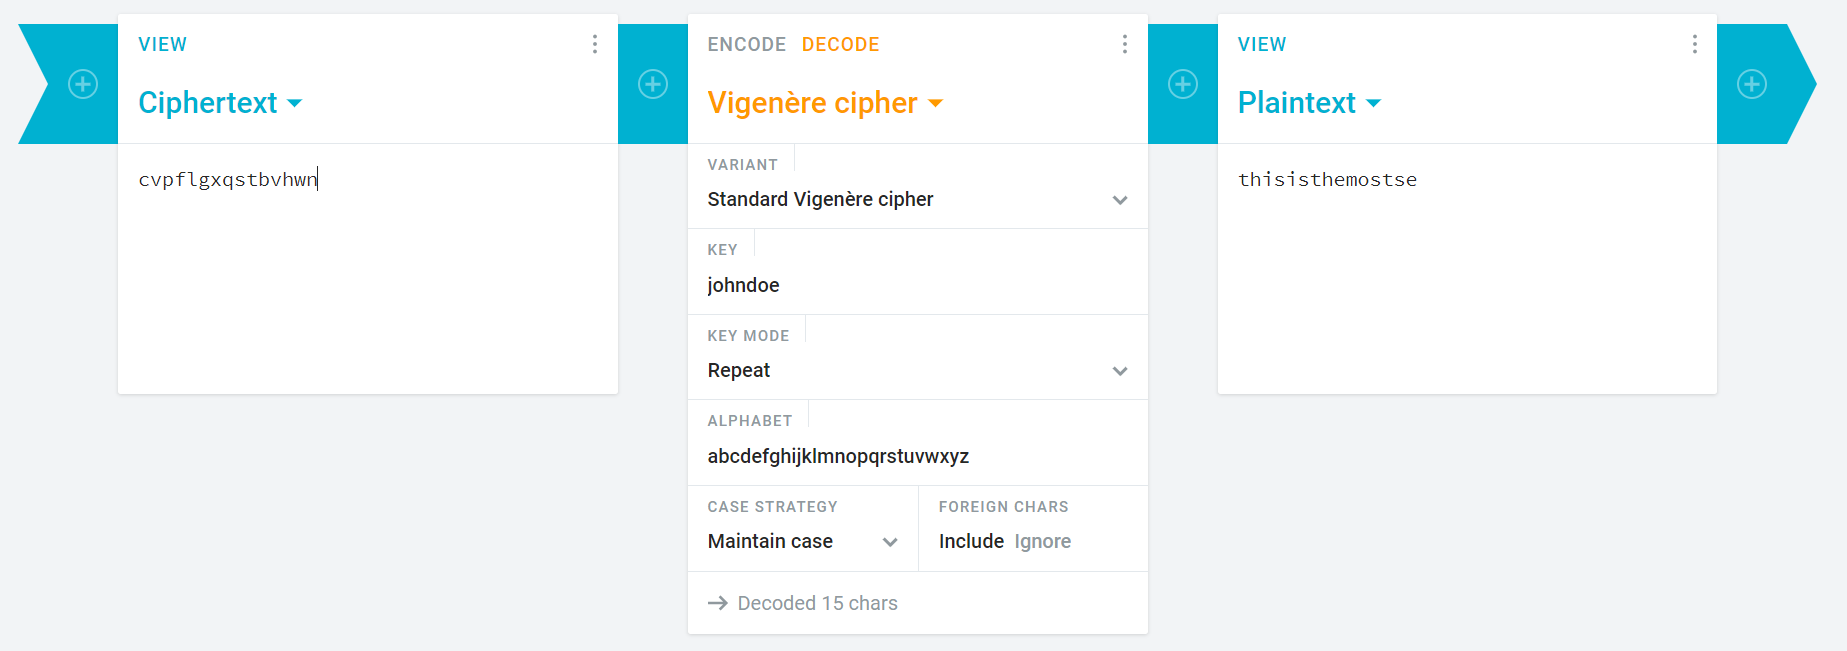 VIEW
Ciphertext
cvpflgxqstbvhwn
ENCODE DECODE
Vigenère cipher
VARIANT
Standard Vigenère cipher
KEY
johndoe
KEY MODE
Repeat
ALPHABET
abcdefghijklmnopqrstuvwxyz
CASE STRATEGY
Maintain case
FOREIGN CHARS
Include Ignore
→ Decoded 15 chars
VIEW
Plaintext
thisisthemostse